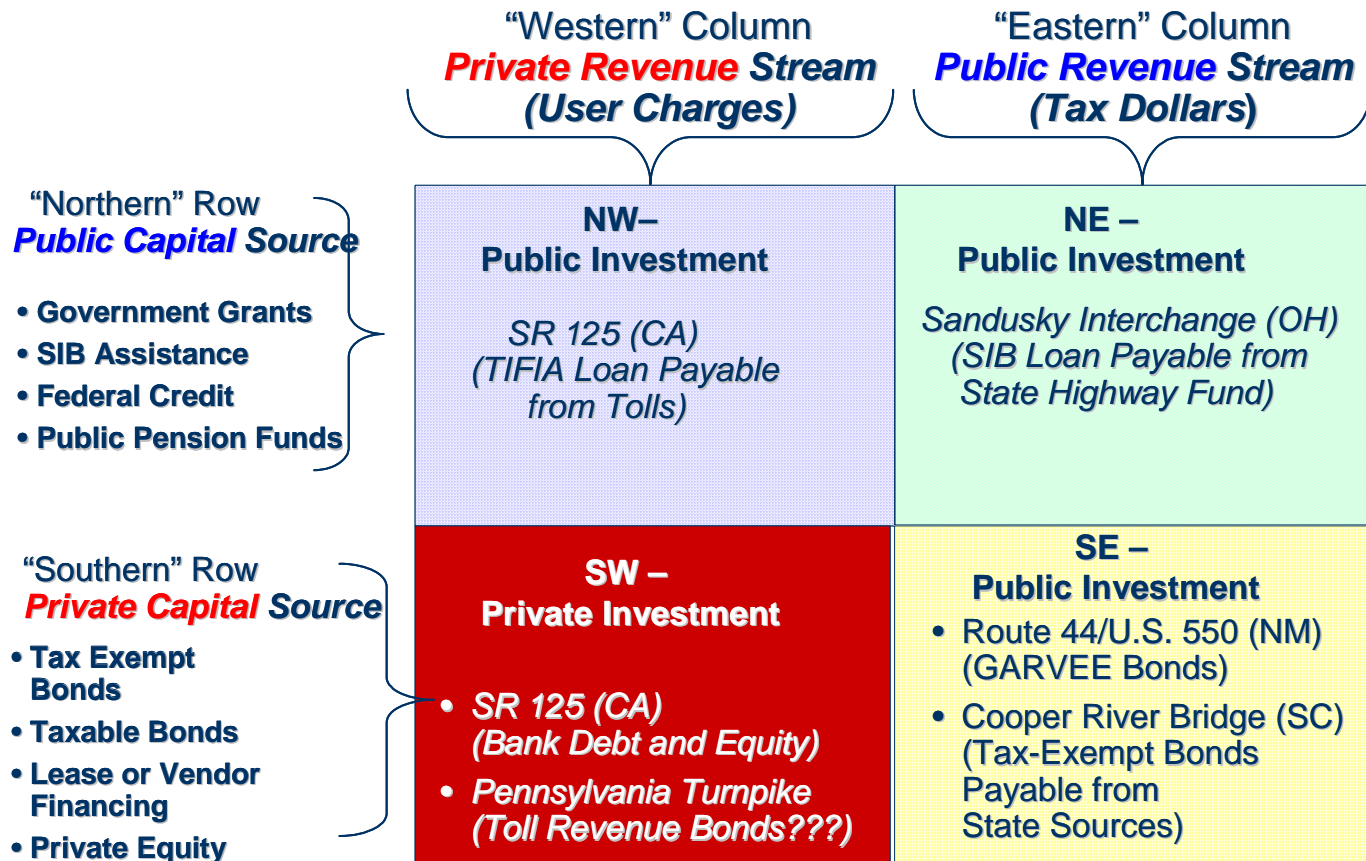 “Western” Column
Private Revenue Stream
(User Charges)
“Eastern” Column
Public Revenue Stream
(Tax Dollars)
“Northern” Row
Public Capital Source
• Government Grants
• SIB Assistance
• Federal Credit
• Public Pension Funds
NW–
Public Investment
SR 125 (CA)
(TIFIA Loan Payable
from Tolls)
NE –
Public Investment
Sandusky Interchange (OH)
(SIB Loan Payable from
State Highway Fund)
“Southern” Row
Private Capital Source
• Tax Exempt
Bonds
• Taxable Bonds
• Lease or Vendor
Financing
• Private Equity
SW –
Private Investment
• SR 125 (CA)
(Bank Debt and Equity)
• Pennsylvania Turnpike
(Toll Revenue Bonds???)
SE –
Public Investment
• Route 44/U.S. 550 (NM)
(GARVEE Bonds)
• Cooper River Bridge (SC)
(Tax-Exempt Bonds
Payable from
State Sources)